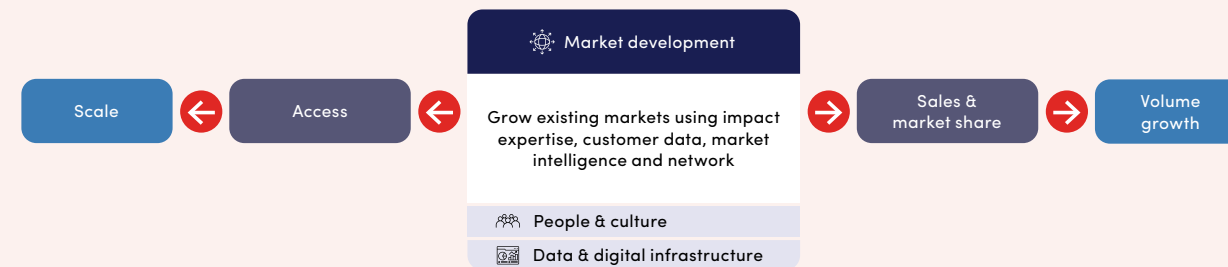 Market development
Scale
Access
Grow existing markets using impact
expertise, customer data, market
intelligence and network
Sales &
market share
Volume
growth
People & culture
Data & digital infrastructure